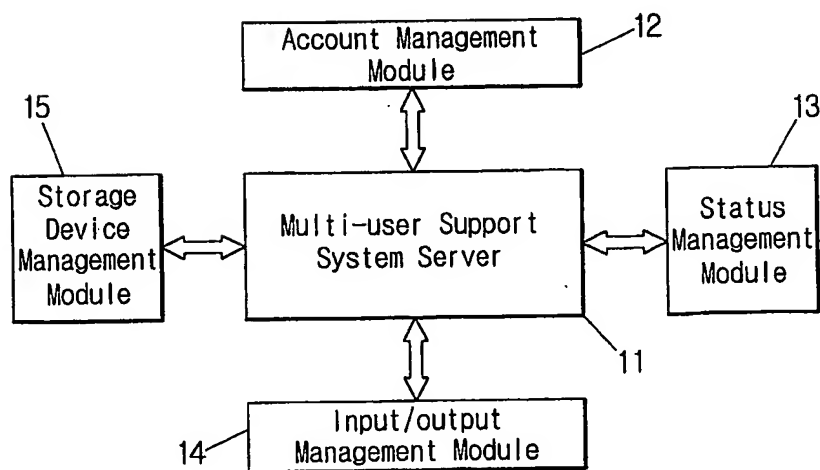 Account Management
Module
12
15
13
Storage
Device
Management
Module
Multi-user Support
System Server
Status
Management
Module
11
14
Input/output
Management Module